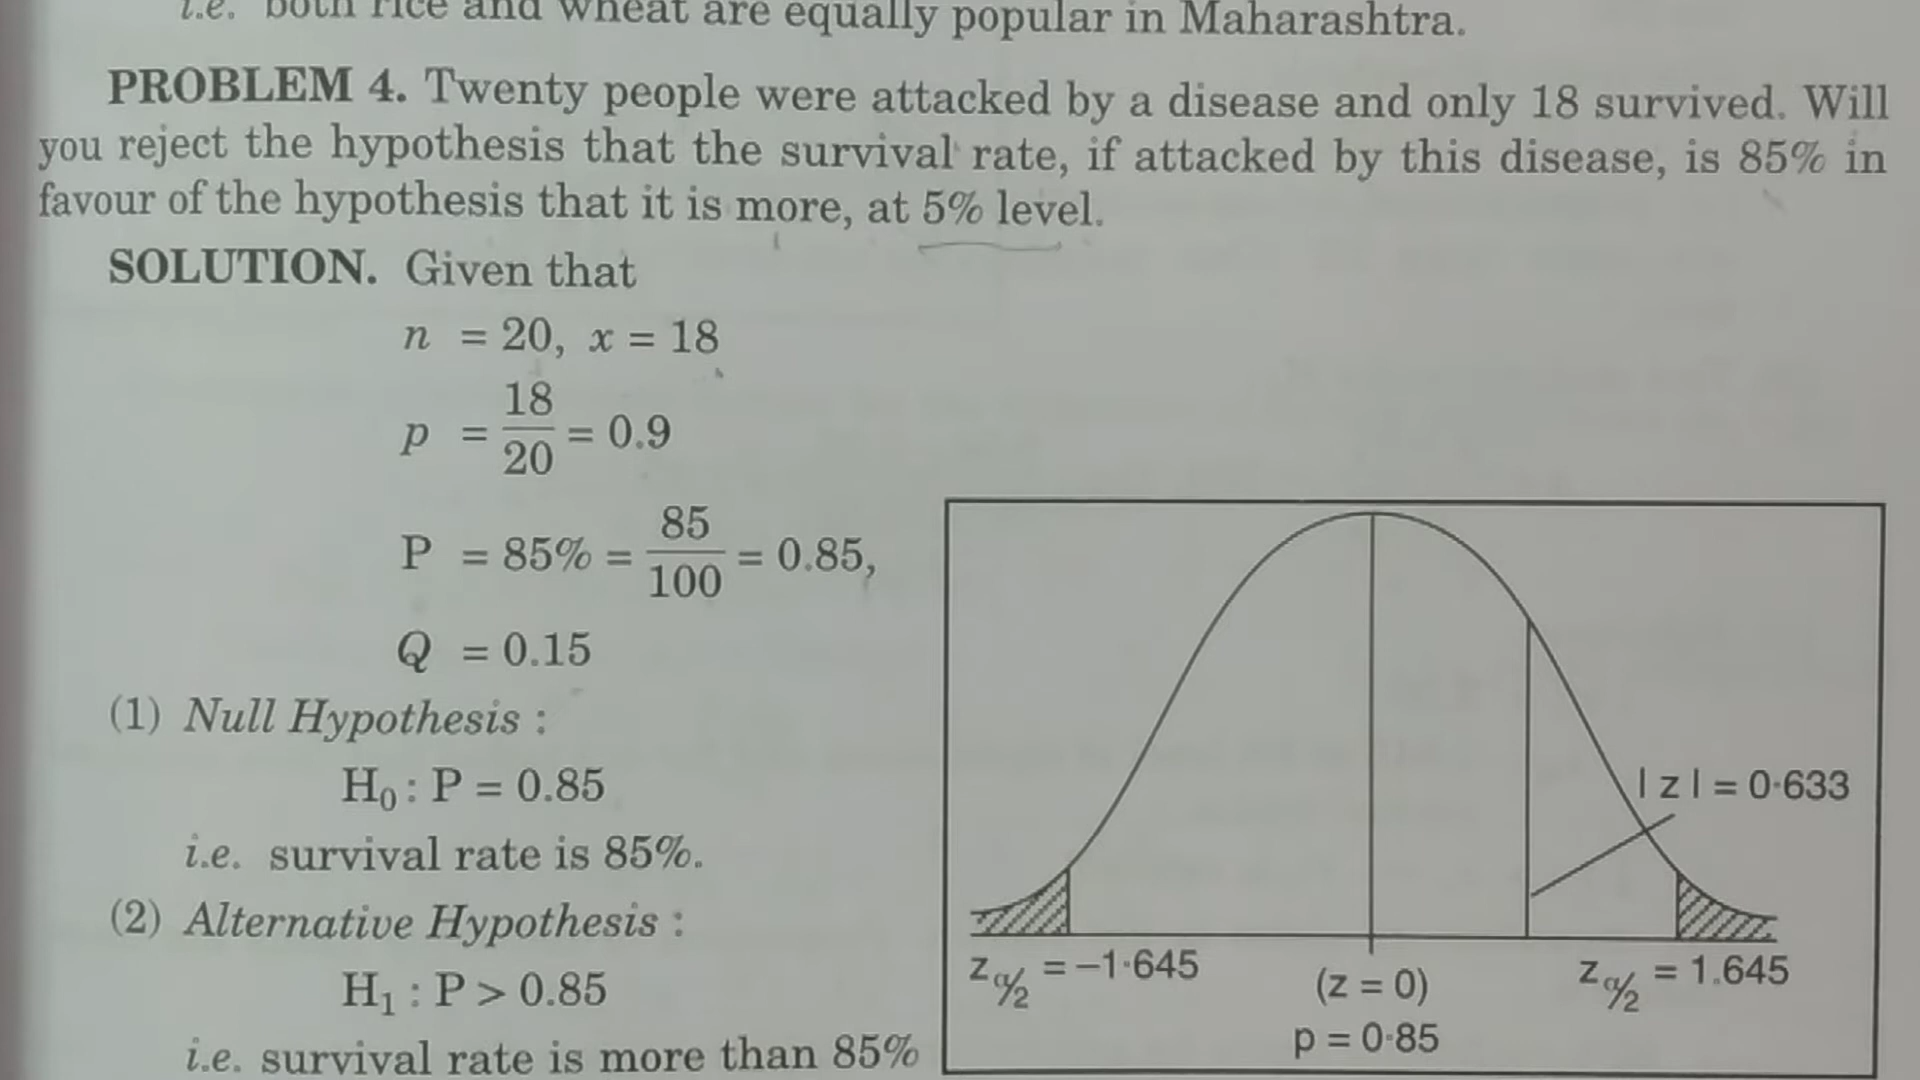 i.e. both rice and wheat are equally popular in Maharashtra.
PROBLEM 4. Twenty people were attacked by a disease and only 18 survived. Will
you reject the hypothesis that the survival rate, if attacked by this disease, is 85% in
favour of the hypothesis that it is more, at 5% level.
SOLUTION. Given that
n = 20, x = 18
p = 18/20 = 0.9
P = 85% = 85/100 = 0.85,
Q = 0.15
(1) Null Hypothesis :
H₀ : P = 0.85
i.e. survival rate is 85%.
(2) Alternative Hypothesis :
H₁ : P > 0.85
i.e. survival rate is more than 85%
| z | = 0·633
z α/2 = –1·645
(z = 0)
p = 0·85
z α/2 = 1.645